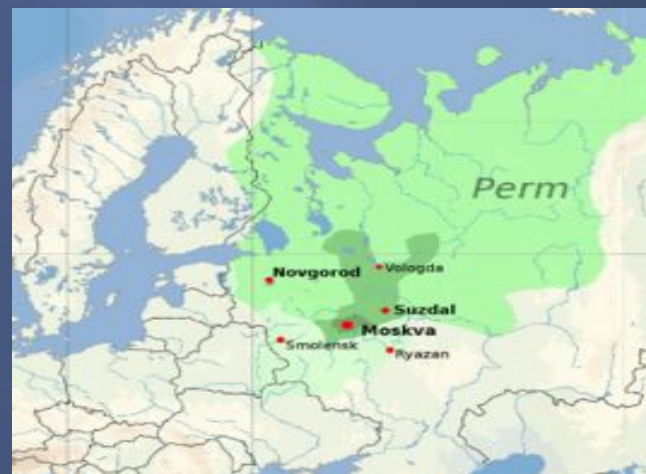 Perm
Vologda
Novgorod
Suzdal
Moskva
Smolensk
Ryazan